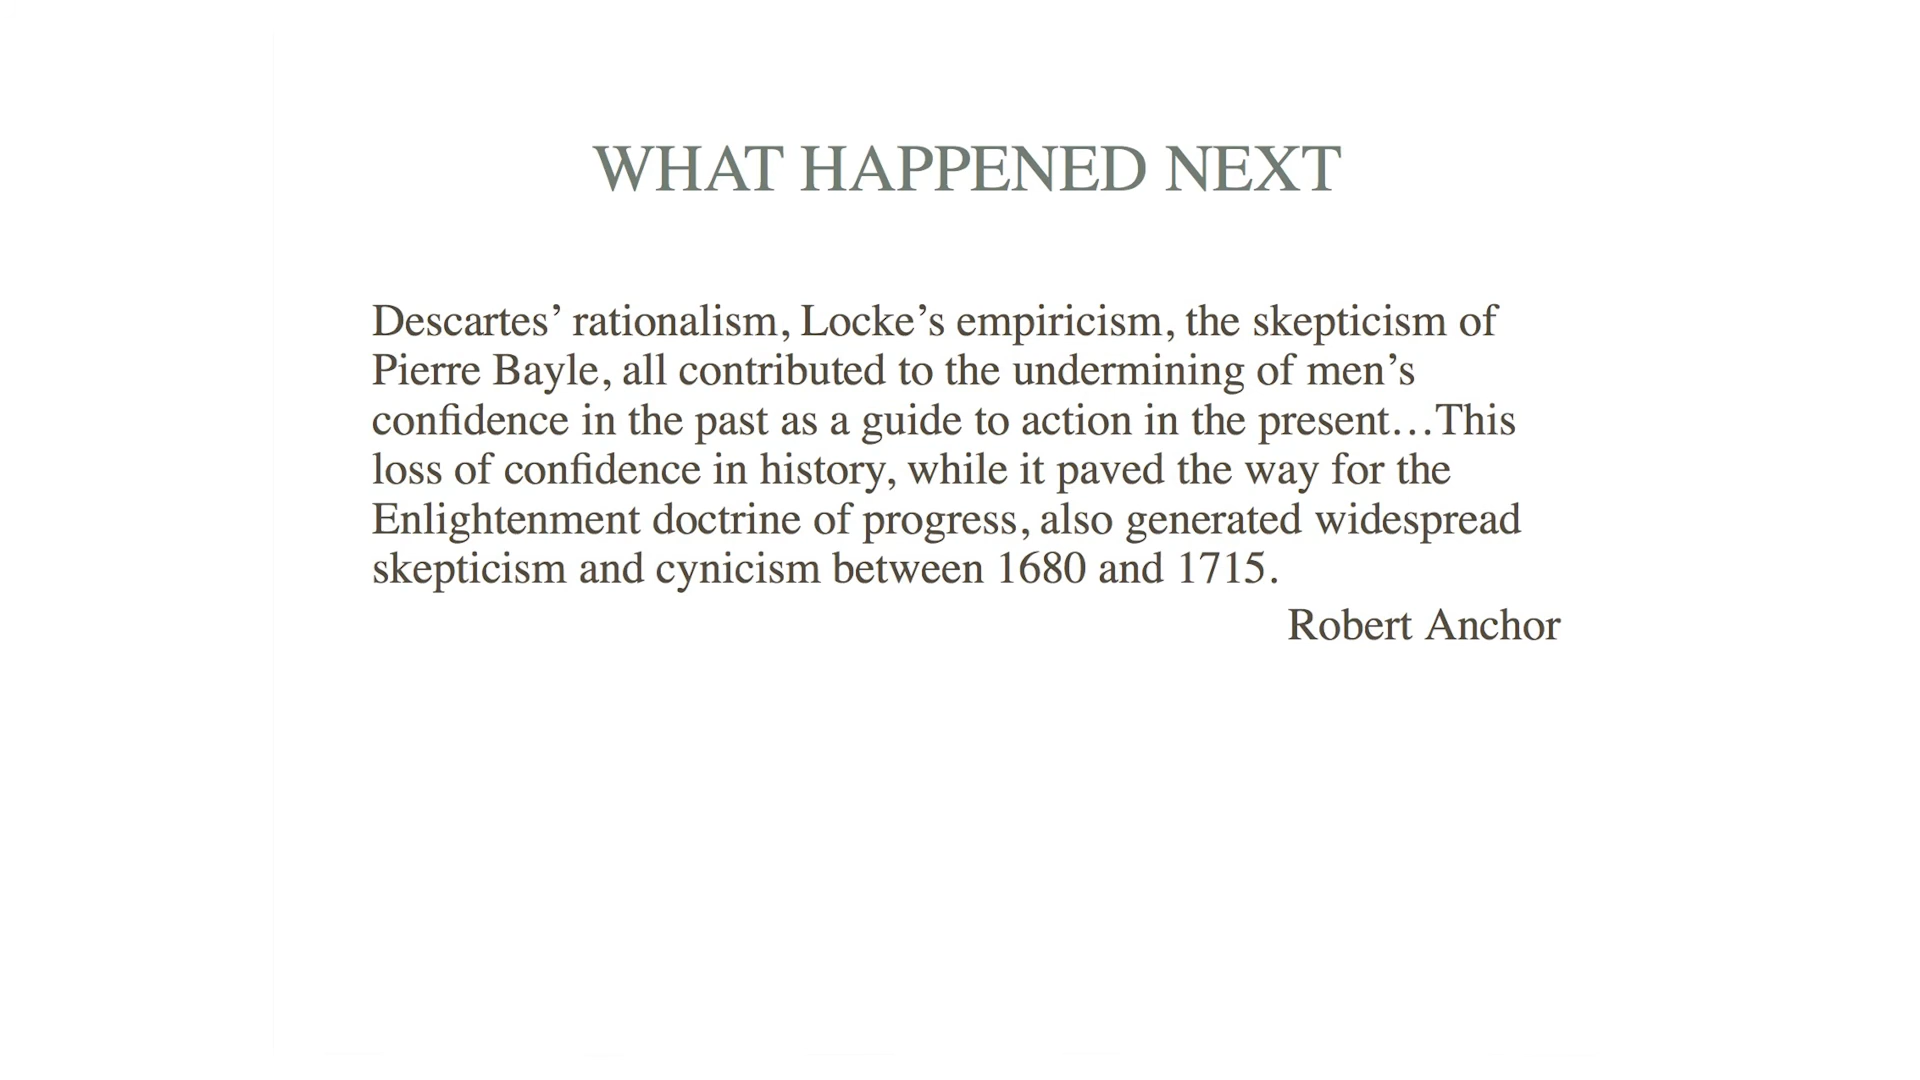 WHAT HAPPENED NEXT
Descartes’ rationalism, Locke’s empiricism, the skepticism of
Pierre Bayle, all contributed to the undermining of men’s
confidence in the past as a guide to action in the present…This
loss of confidence in history, while it paved the way for the
Enlightenment doctrine of progress, also generated widespread
skepticism and cynicism between 1680 and 1715.
Robert Anchor